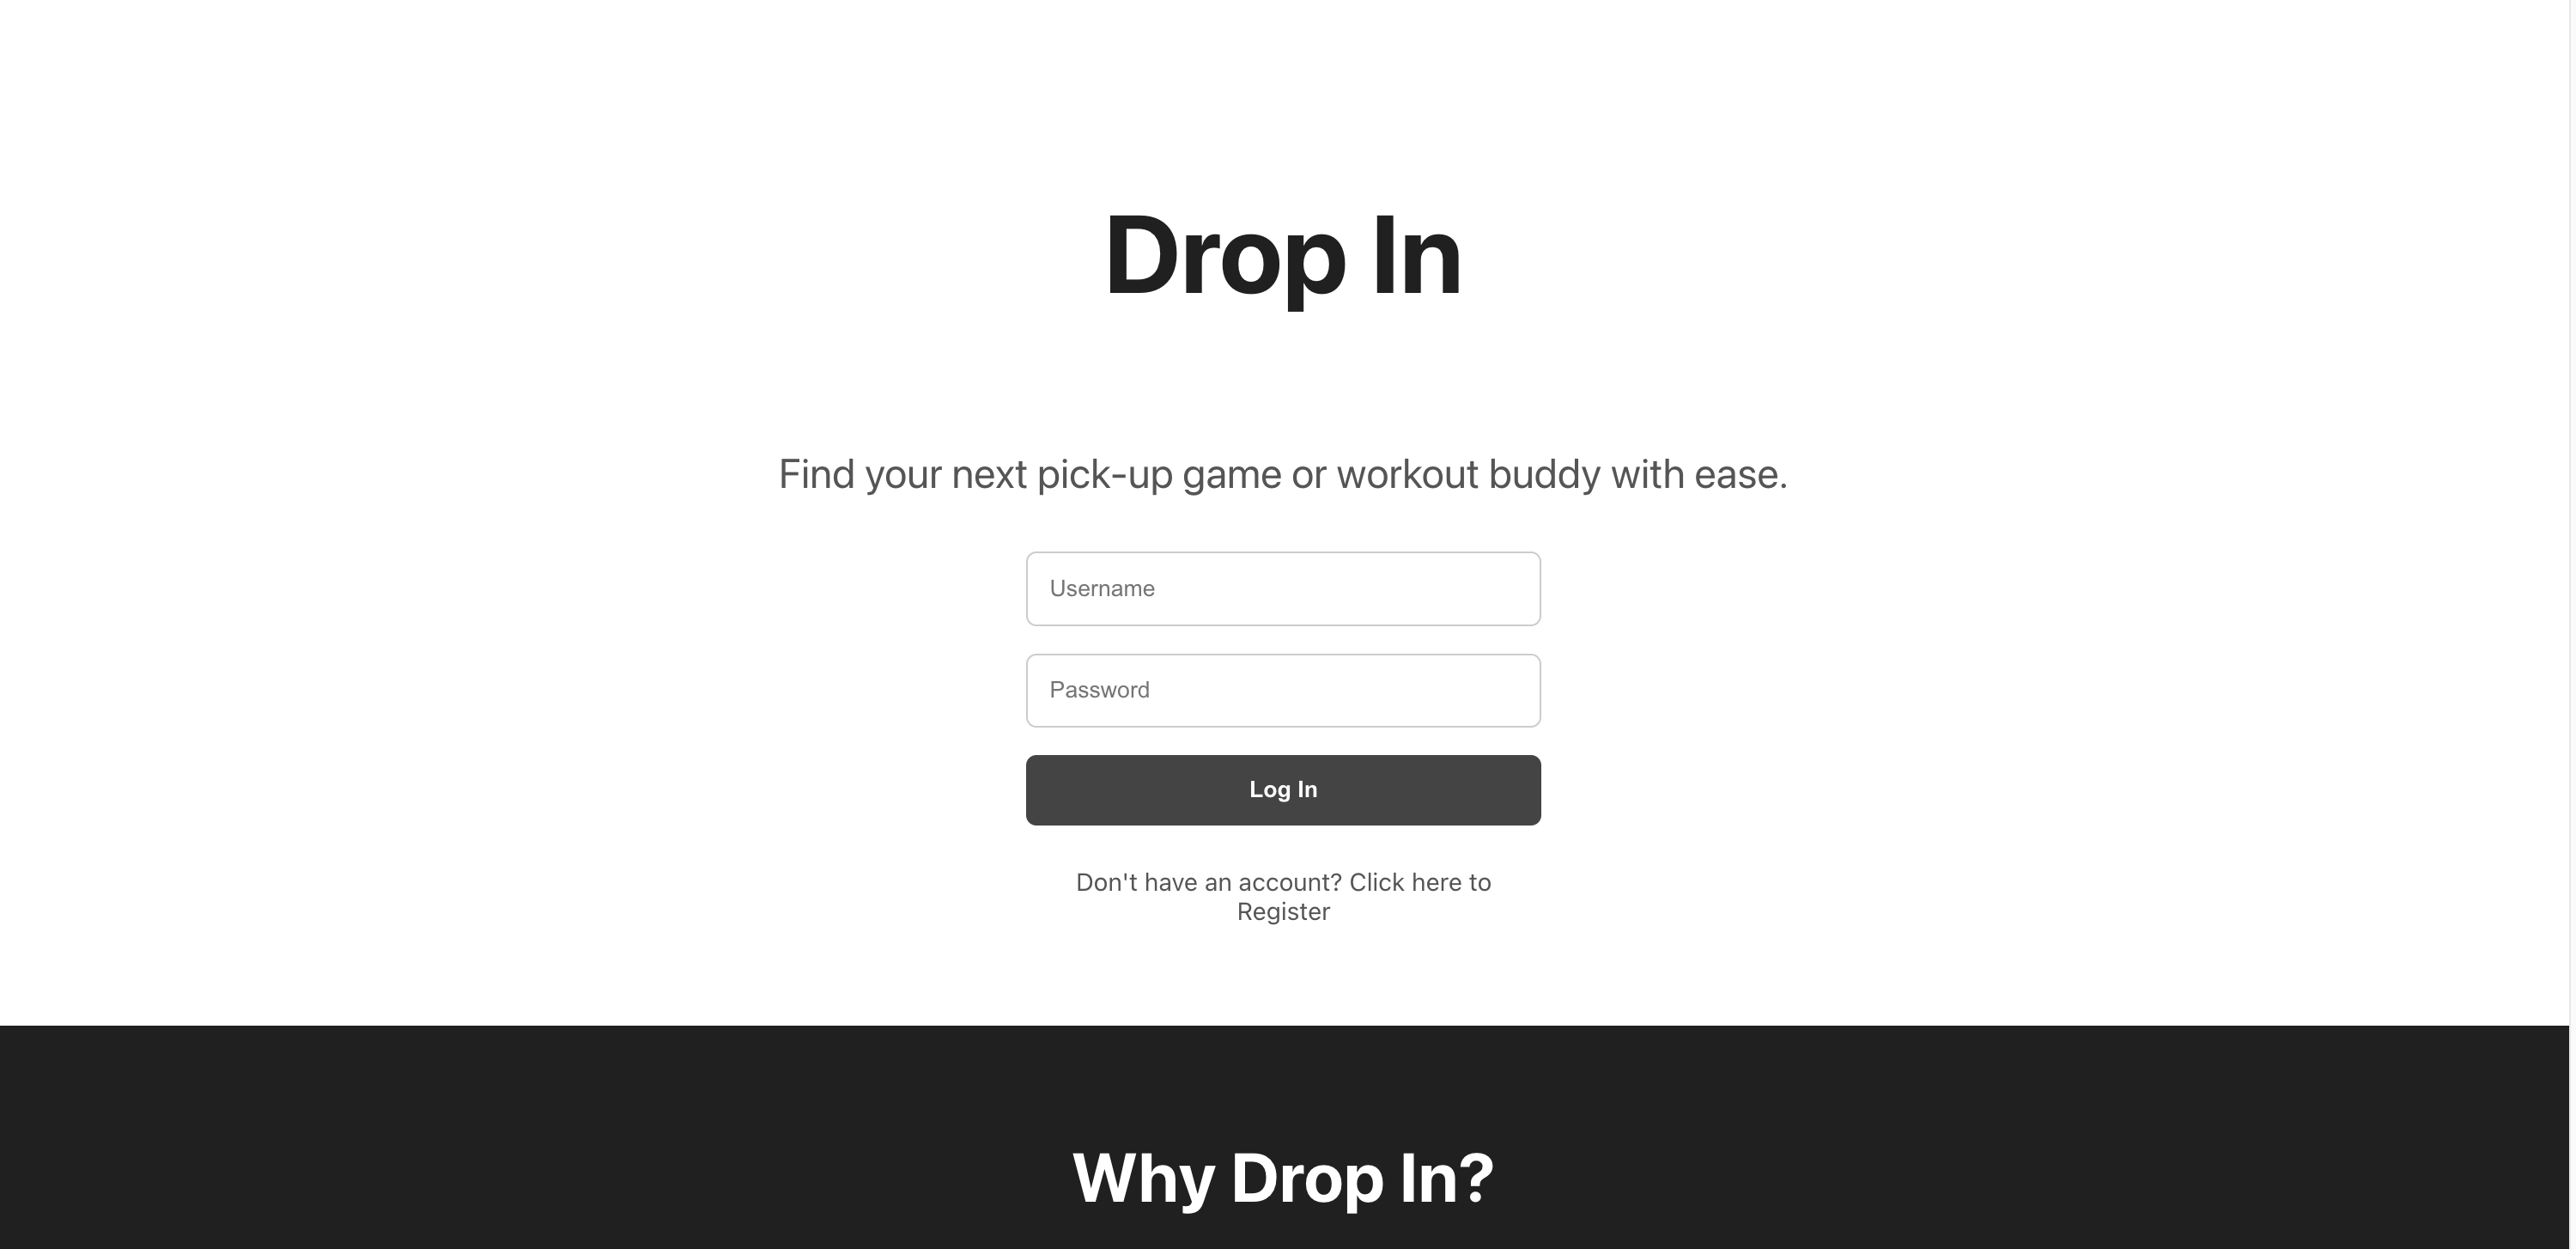 Drop In
Find your next pick-up game or workout buddy with ease.
Username
Password
Log In
Don't have an account? Click here to
Register
Why Drop In?